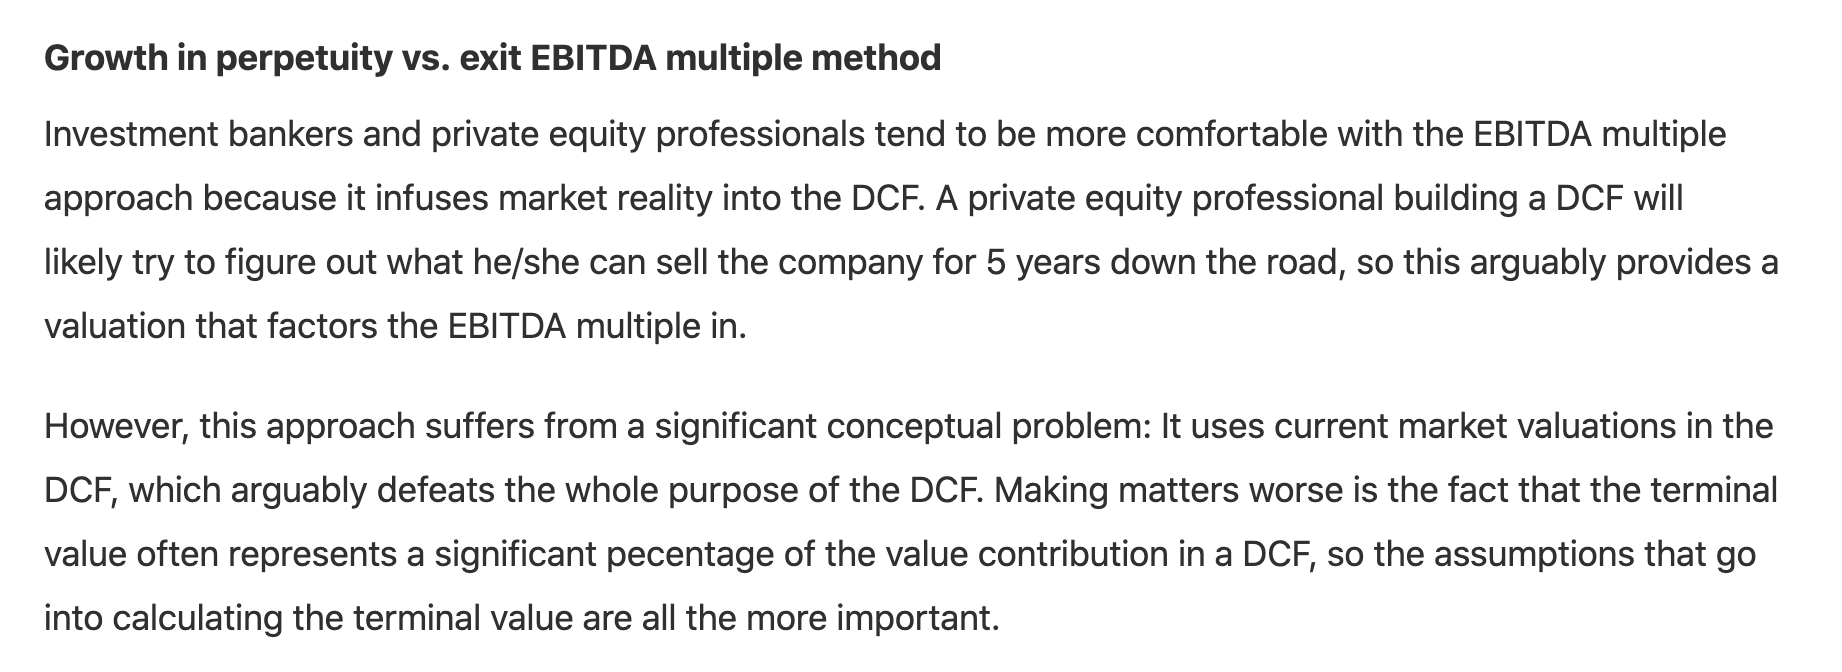 Growth in perpetuity vs. exit EBITDA multiple method
Investment bankers and private equity professionals tend to be more comfortable with the EBITDA multiple
approach because it infuses market reality into the DCF. A private equity professional building a DCF will
likely try to figure out what he/she can sell the company for 5 years down the road, so this arguably provides a
valuation that factors the EBITDA multiple in.
However, this approach suffers from a significant conceptual problem: It uses current market valuations in the
DCF, which arguably defeats the whole purpose of the DCF. Making matters worse is the fact that the terminal
value often represents a significant pecentage of the value contribution in a DCF, so the assumptions that go
into calculating the terminal value are all the more important.